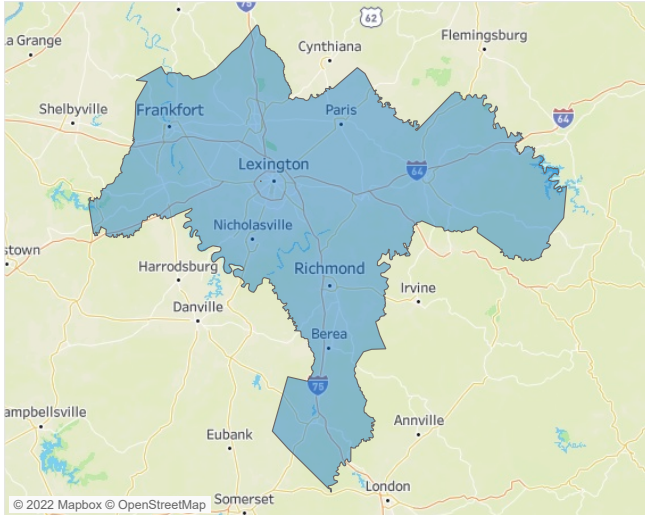 75
62
Flemingsburg
a Grange
Cynthiana
Shelbyville
Frankfort
Paris
64
Lexington
64
Nicholasville
stown
Harrodsburg
Richmond
Irvine
Danville
Berea
75
ampbellsville
Annville
Eubank
London
Somerset
© 2022 Mapbox © OpenStreetMap